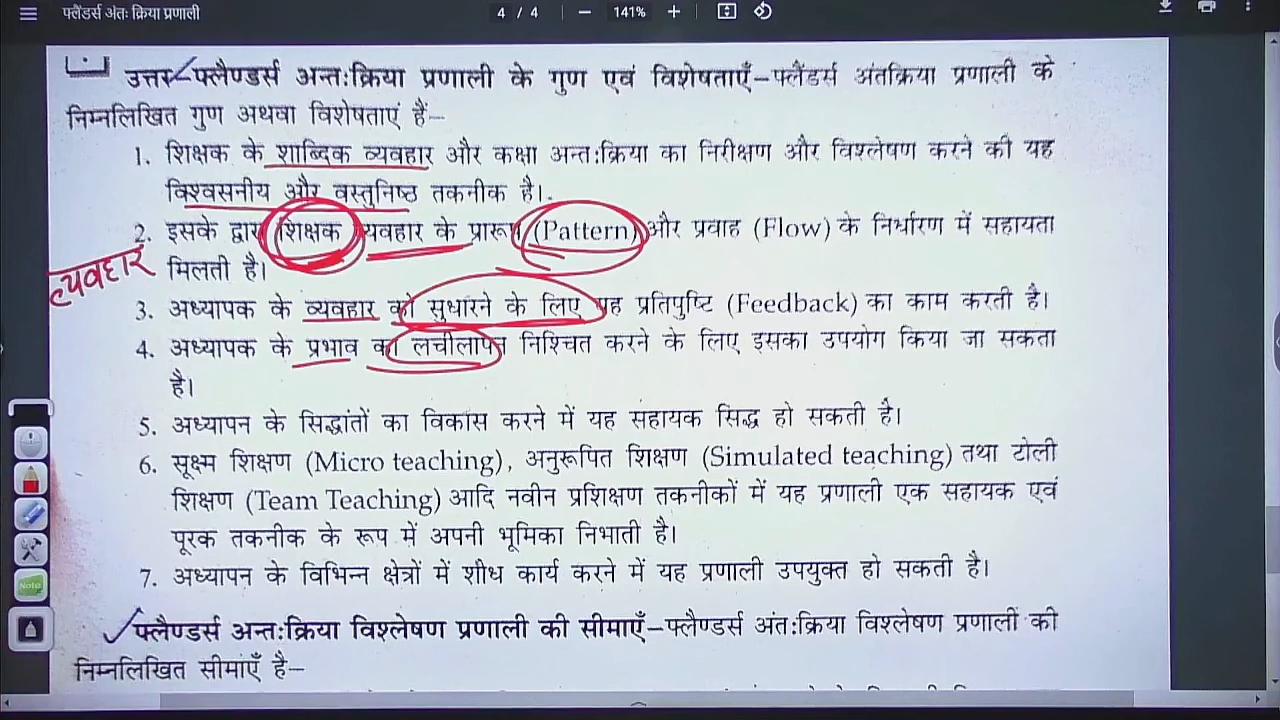 फ्लैंडर्स अंतः क्रिया प्रणाली
4 / 4
141%
उत्तर–फ्लैण्डर्स अन्तःक्रिया प्रणाली के गुण एवं विशेषताएँ–फ्लैंडर्स अंतक्रिया प्रणाली के
निम्नलिखित गुण अथवा विशेषताएं हैं–
1. शिक्षक के शाब्दिक व्यवहार और कक्षा अन्तःक्रिया का निरीक्षण और विश्लेषण करने की यह
विश्वसनीय और वस्तुनिष्ठ तकनीक है।
2. इसके द्वारा शिक्षक व्यवहार के प्रारूप (Pattern) और प्रवाह (Flow) के निर्धारण में सहायता
व्यवहार
मिलती है।
3. अध्यापक के व्यवहार को सुधारने के लिए यह प्रतिपुष्टि (Feedback) का काम करती है।
4. अध्यापक के प्रभाव का लचीलापन निश्चित करने के लिए इसका उपयोग किया जा सकता
है।
5. अध्यापन के सिद्धांतों का विकास करने में यह सहायक सिद्ध हो सकती है।
6. सूक्ष्म शिक्षण (Micro teaching), अनुरूपित शिक्षण (Simulated teaching) तथा टोली
शिक्षण (Team Teaching) आदि नवीन प्रशिक्षण तकनीकों में यह प्रणाली एक सहायक एवं
पूरक तकनीक के रूप में अपनी भूमिका निभाती है।
7. अध्यापन के विभिन्न क्षेत्रों में शीध कार्य करने में यह प्रणाली उपयुक्त हो सकती है।
फ्लैण्डर्स अन्तःक्रिया विश्लेषण प्रणाली की सीमाएँ–फ्लैण्डर्स अंतःक्रिया विश्लेषण प्रणाली की
निम्नलिखित सीमाएँ है–
Note